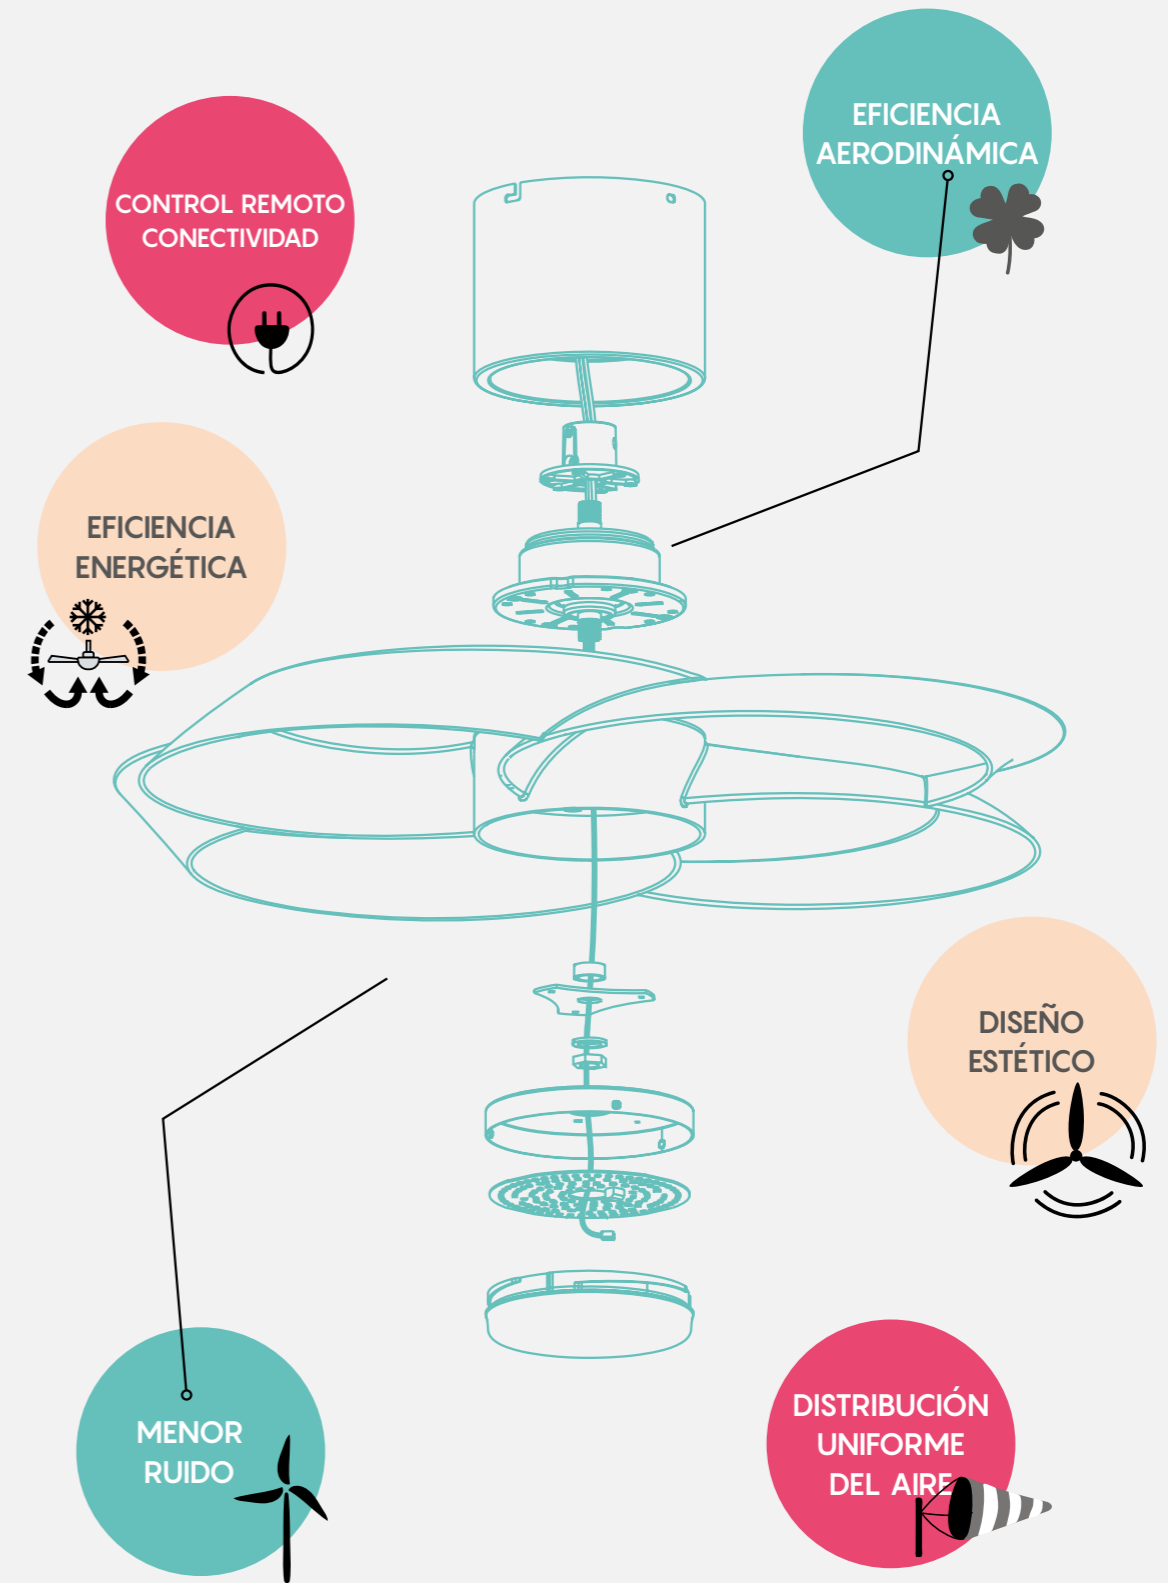 EFICIENCIA
AERODINÁMICA
CONTROL REMOTO
CONECTIVIDAD
EFICIENCIA
ENERGÉTICA
DISEÑO
ESTÉTICO
MENOR
RUIDO
DISTRIBUCIÓN
UNIFORME
DEL AIRE